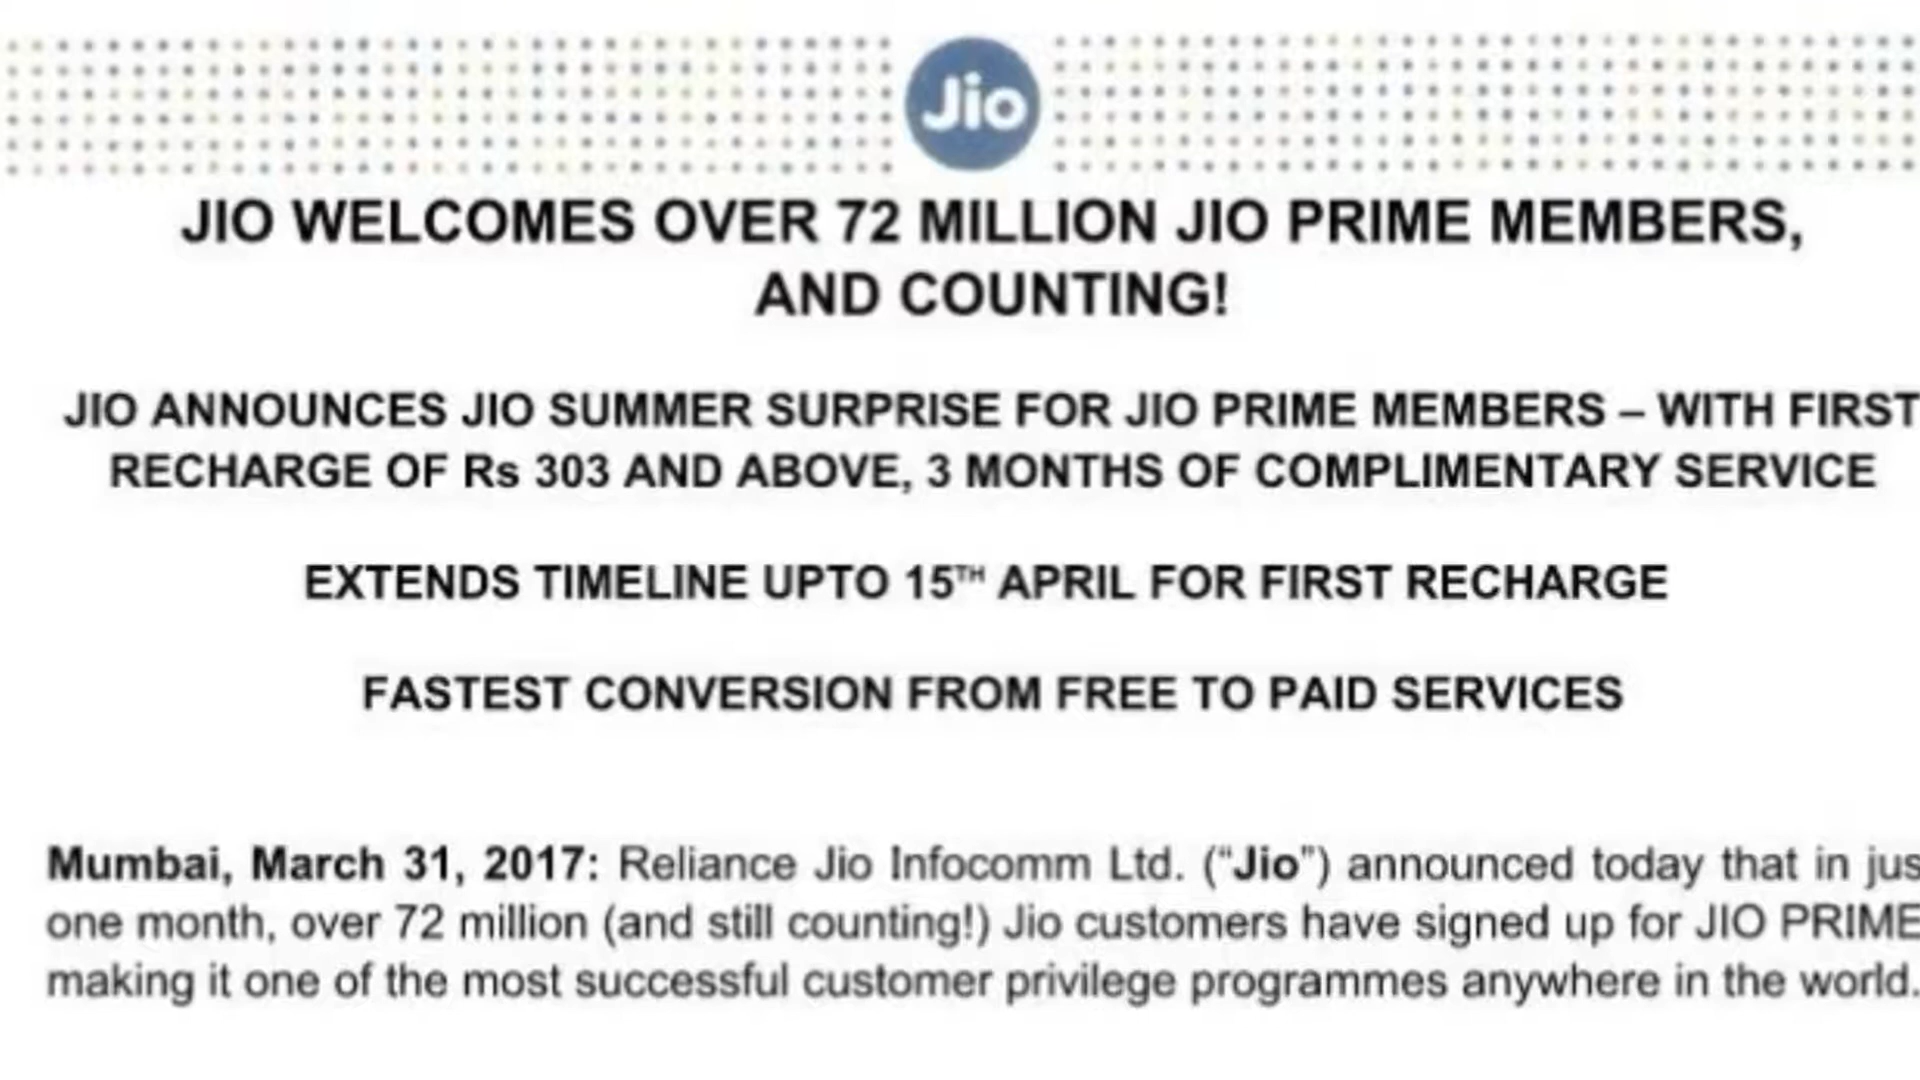 Jio
JIO WELCOMES OVER 72 MILLION JIO PRIME MEMBERS,
AND COUNTING!
JIO ANNOUNCES JIO SUMMER SURPRISE FOR JIO PRIME MEMBERS – WITH FIRST
RECHARGE OF Rs 303 AND ABOVE, 3 MONTHS OF COMPLIMENTARY SERVICE
EXTENDS TIMELINE UPTO 15TH APRIL FOR FIRST RECHARGE
FASTEST CONVERSION FROM FREE TO PAID SERVICES
Mumbai, March 31, 2017: Reliance Jio Infocomm Ltd. (“Jio”) announced today that in jus
one month, over 72 million (and still counting!) Jio customers have signed up for JIO PRIME
making it one of the most successful customer privilege programmes anywhere in the world.